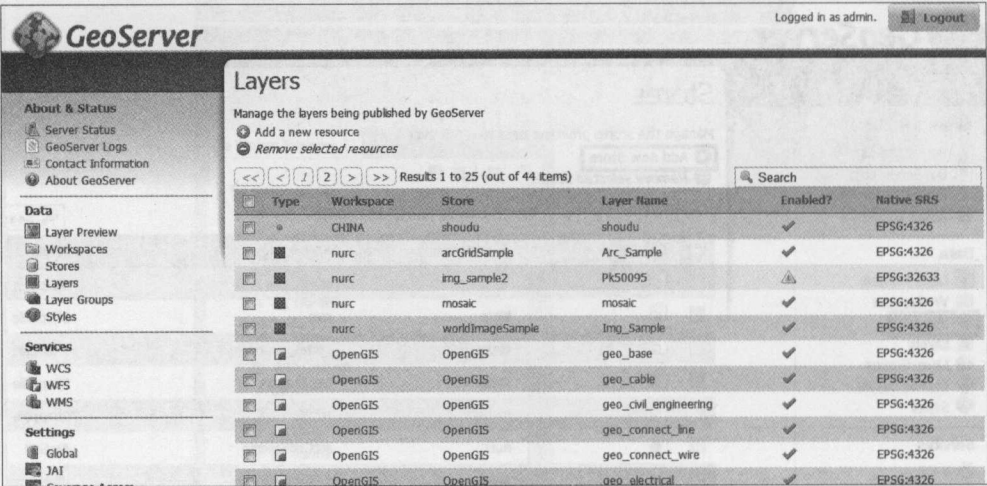 Logged in as admin.
Logout
GeoServer
About & Status
Server Status
GeoServer Logs
Contact Information
About GeoServer
Data
Layer Preview
Workspaces
Stores
Layers
Layer Groups
Styles
Services
WCS
WFS
WMS
Settings
Global
JAI
Layers
Manage the layers being published by GeoServer
Add a new resource
Remove selected resources
<< < 1 2 > >> Results 1 to 25 (out of 44 items)
Search
Type Workspace Store Layer Name Enabled? Native SRS
CHINA shoudu shoudu EPSG:4326
nurc arcGridSample Arc_Sample EPSG:4326
nurc img_sample2 Pk50095 EPSG:32633
nurc mosaic mosaic EPSG:4326
nurc worldImageSample Img_Sample EPSG:4326
OpenGIS OpenGIS geo_base EPSG:4326
OpenGIS OpenGIS geo_cable EPSG:4326
OpenGIS OpenGIS geo_civil_engineering EPSG:4326
OpenGIS OpenGIS geo_connect_line EPSG:4326
OpenGIS OpenGIS geo_connect_wire EPSG:4326
OpenGIS OpenGIS geo_electrical EPSG:4326